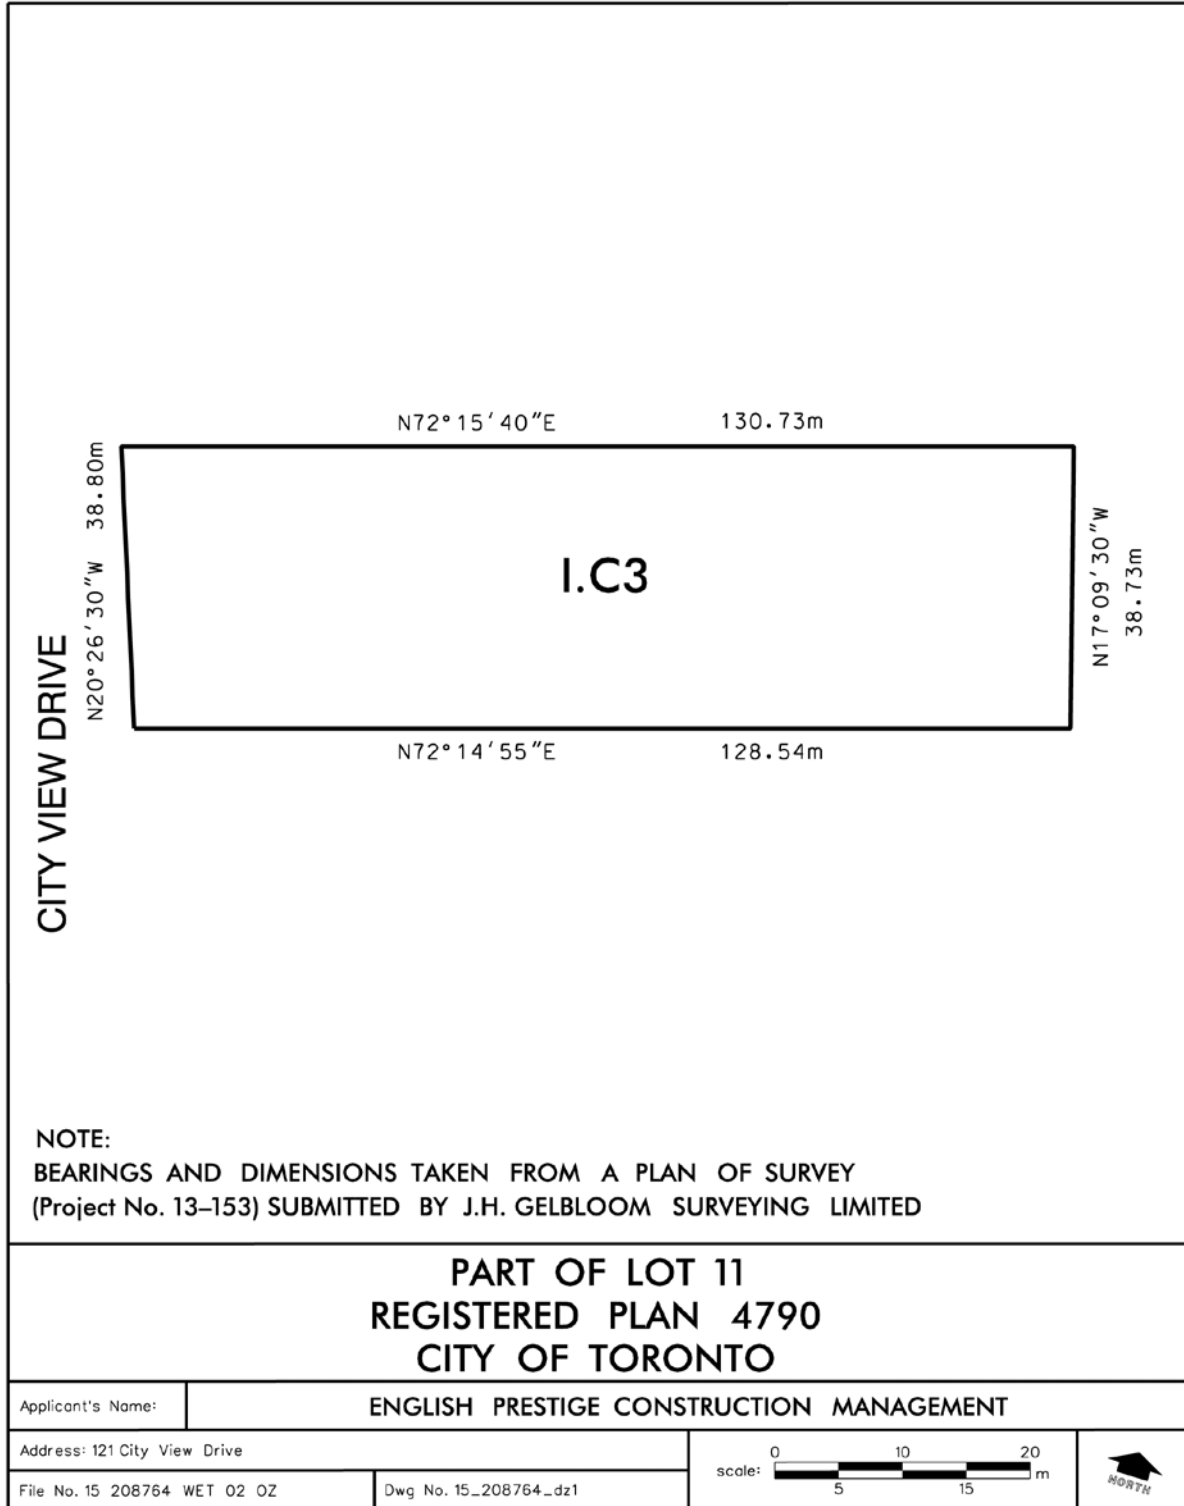 N72°15'40"E 130.73m
N20°26'30"W 38.80m
I.C3
N17°09'30"W
38.73m
CITY VIEW DRIVE
N72°14'55"E 128.54m
NOTE:
BEARINGS AND DIMENSIONS TAKEN FROM A PLAN OF SURVEY
(Project No. 13–153) SUBMITTED BY J.H. GELBLOOM SURVEYING LIMITED
PART OF LOT 11
REGISTERED PLAN 4790
CITY OF TORONTO
Applicant's Name: ENGLISH PRESTIGE CONSTRUCTION MANAGEMENT
Address: 121 City View Drive
File No. 15 208764 WET 02 OZ
Dwg No. 15_208764_dz1
0 10 20
scale: m
5 15
NORTH